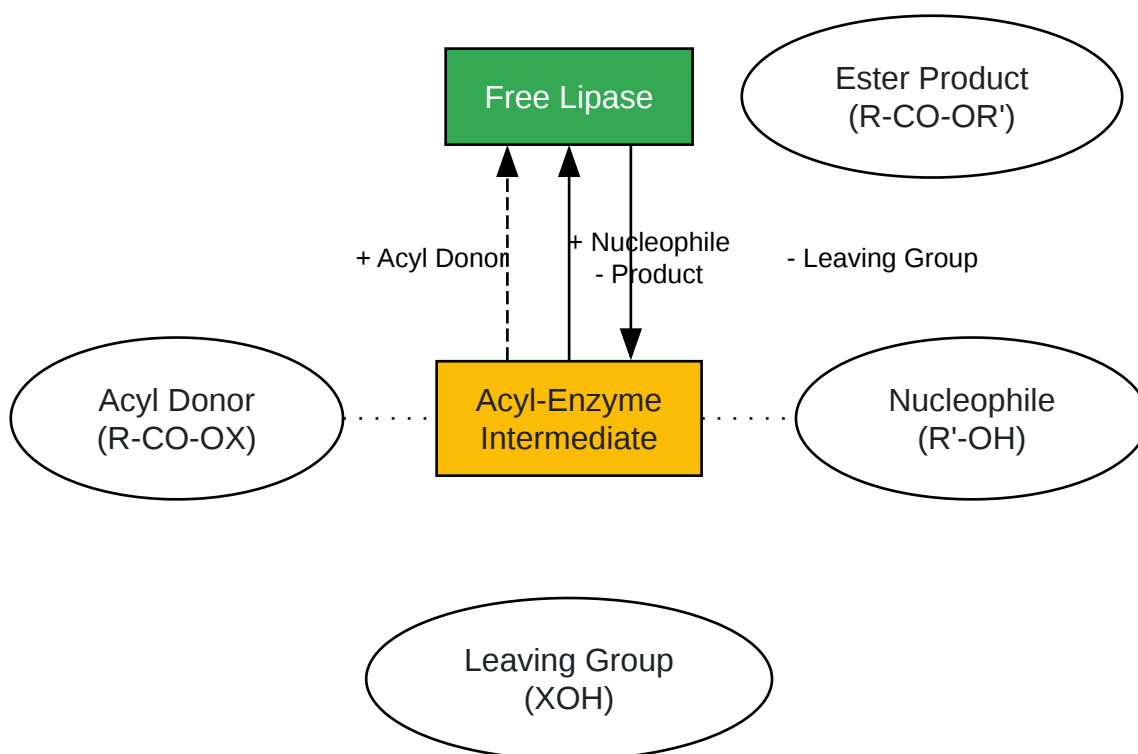 Free Lipase
Ester Product
(R-CO-OR')
+ Acyl Donor
+ Nucleophile
- Product
- Leaving Group
Acyl Donor
(R-CO-OX)
Acyl-Enzyme
Intermediate
Nucleophile
(R'-OH)
Leaving Group
(XOH)